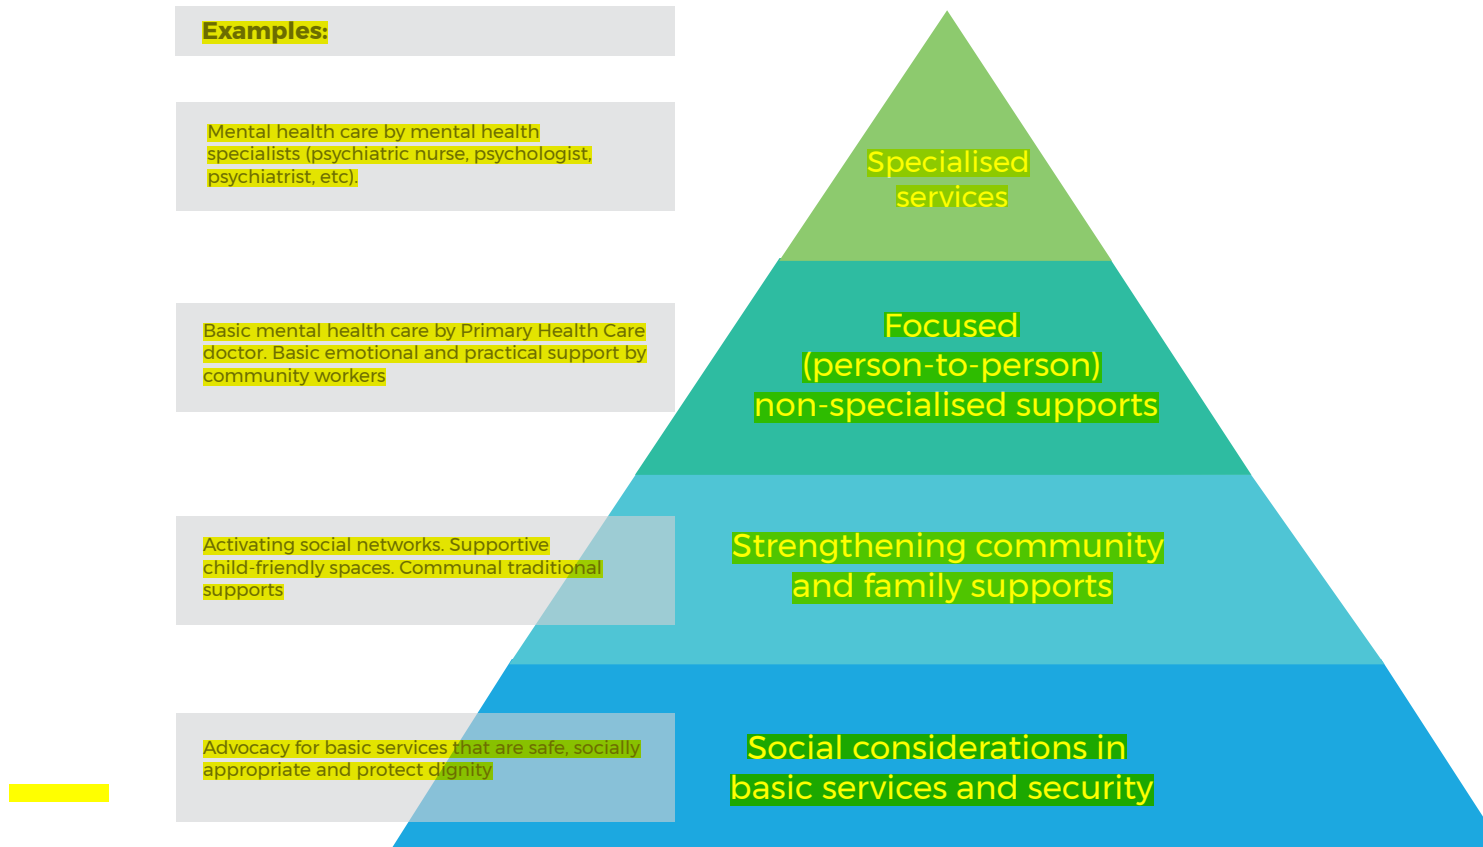 Examples:
Mental health care by mental health
specialists (psychiatric nurse, psychologist,
psychiatrist, etc).
Specialised
services
Basic mental health care by Primary Health Care
doctor. Basic emotional and practical support by
community workers
Focused
(person-to-person)
non-specialised supports
Activating social networks. Supportive
child-friendly spaces. Communal traditional
supports
Strengthening community
and family supports
Advocacy for basic services that are safe, socially
appropriate and protect dignity
Social considerations in
basic services and security